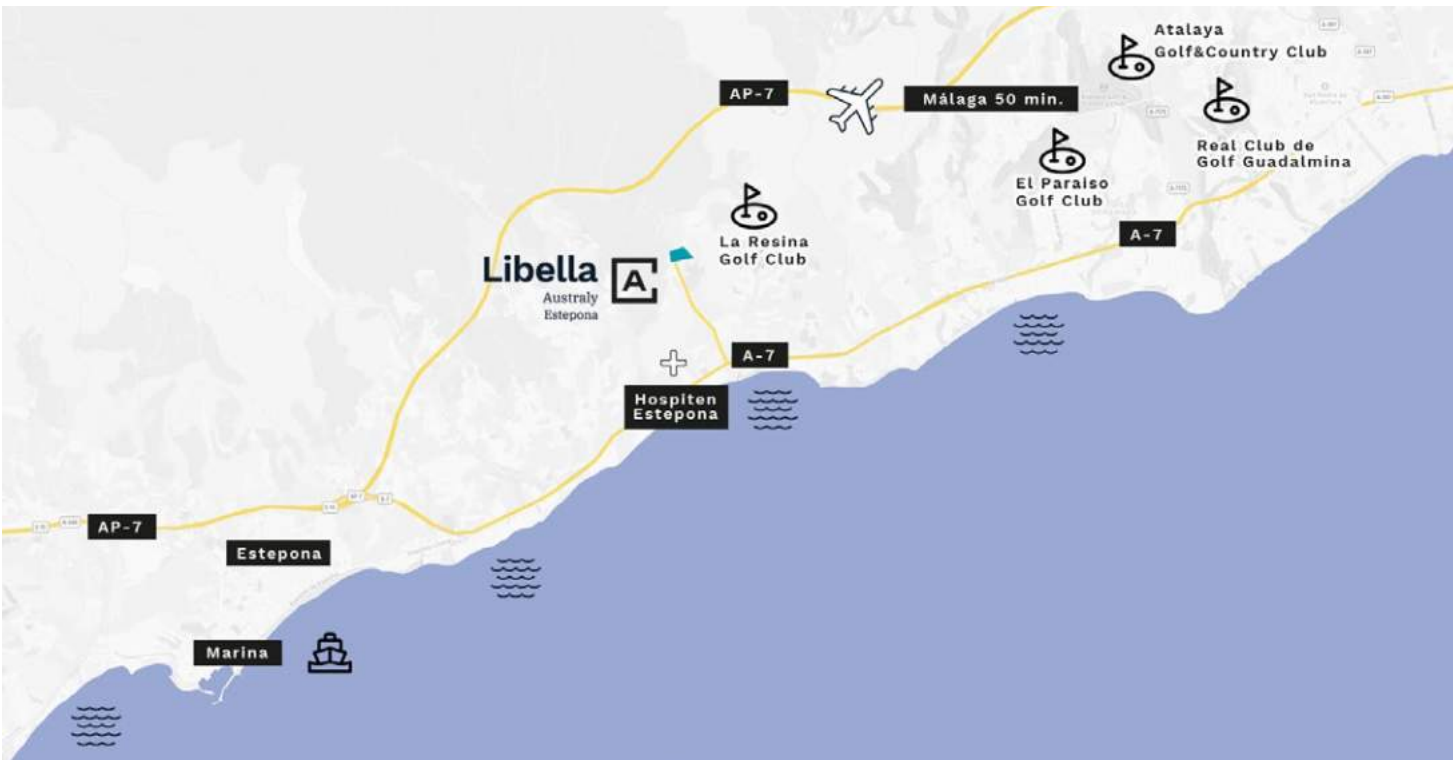 Atalaya
Golf&Country Club
AP-7
Málaga 50 min.
Real Club de
Golf Guadalmina
El Paraiso
Golf Club
La Resina
Golf Club
A-7
Libella
A
Australy
Estepona
A-7
Hospiten
Estepona
AP-7
Estepona
Marina